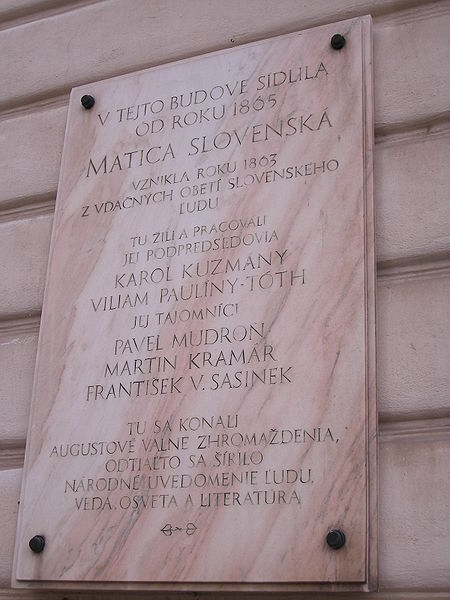 V TEJTO BUDOVE SÍDLILA
OD ROKU 1865
MATICA SLOVENSKÁ
VZNIKLA ROKU 1863
Z VĎAČNÝCH OBETÍ SLOVENSKÉHO
ĽUDU
TU ŽILI A PRACOVALI
JEJ PODPREDSEDOVIA
KAROL KUZMÁNY
VILIAM PAULÍNY-TÓTH
JEJ TAJOMNÍCI
PAVEL MUDROŇ
MARTIN KRAMÁR
FRANTIŠEK V. SASINEK
TU SA KONALI
AUGUSTOVÉ VALNÉ ZHROMAŽDENIA,
ODTIAĽTO SA ŠÍRILO
NÁRODNÉ UVEDOMENIE ĽUDU,
VEDA, OSVETA A LITERATÚRA